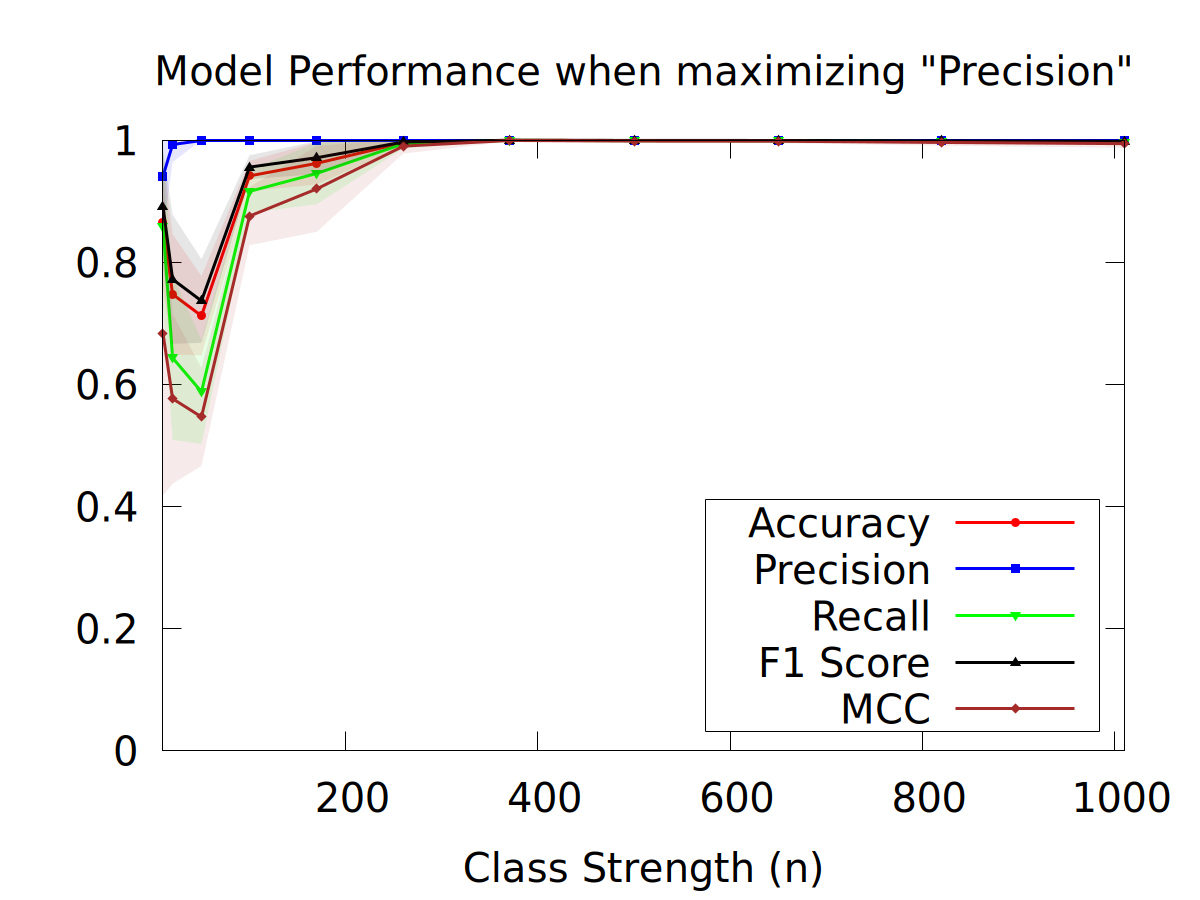 Model Performance when maximizing "Precision"
1
0.8
0.6
0.4
0.2
0
Accuracy
Precision
Recall
F1 Score
MCC
200 400 600 800 1000
Class Strength (n)